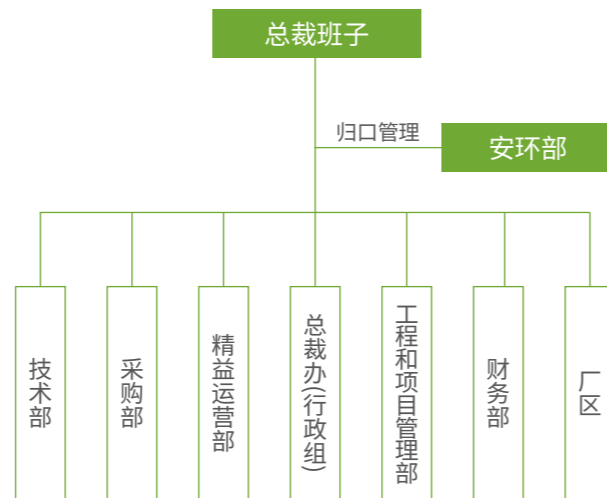 总裁班子
归口管理
安环部
技术部
采购部
精益运营部
总裁办(行政组)
工程和项目管理部
财务部
厂区